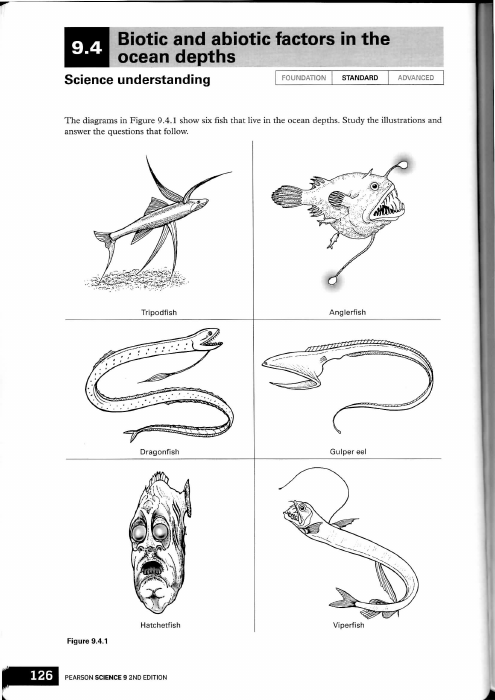 9.4
Biotic and abiotic factors in the
ocean depths
Science understanding
FOUNDATION STANDARD ADVANCED
The diagrams in Figure 9.4.1 show six fish that live in the ocean depths. Study the illustrations and
answer the questions that follow.
Tripodfish
Anglerfish
Dragonfish
Gulper eel
Hatchetfish
Viperfish
Figure 9.4.1
126 PEARSON SCIENCE 9 2ND EDITION